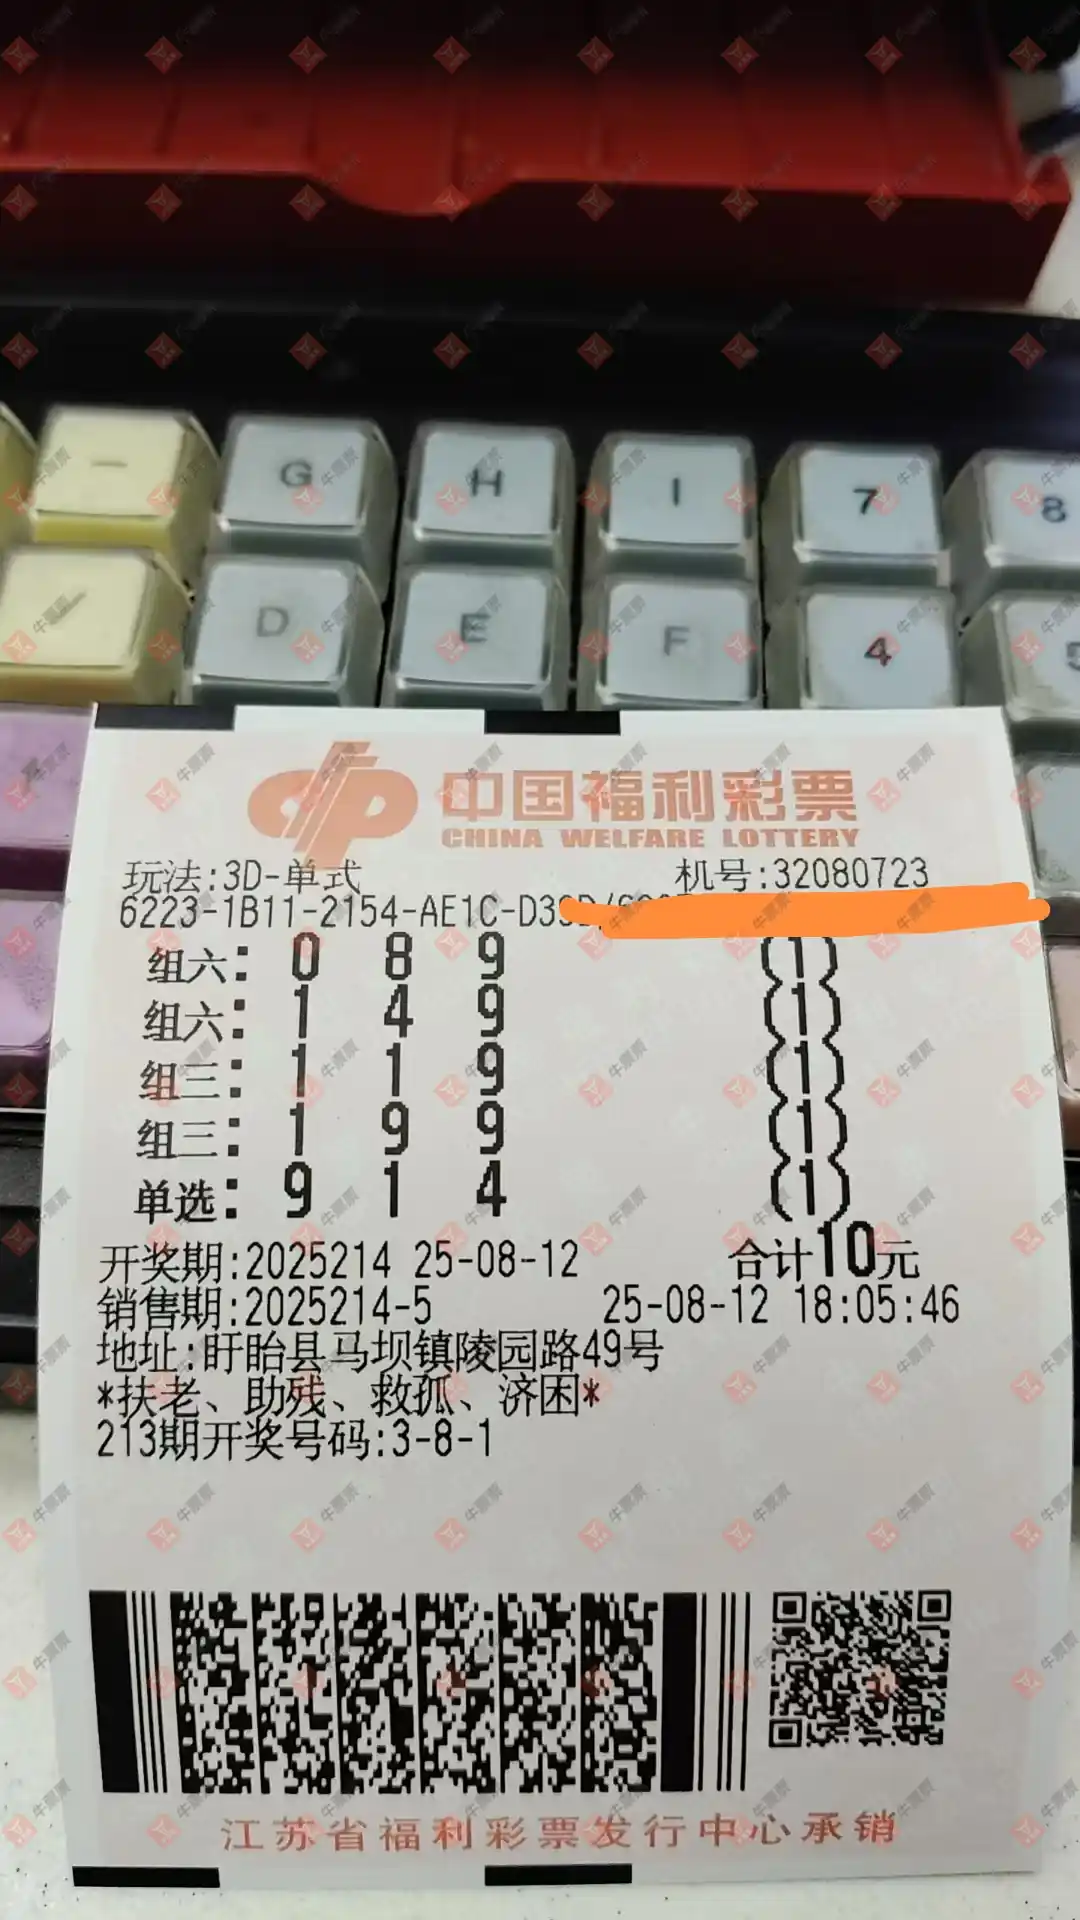 G H I 7 8
D E F 4
中国福利彩票
CHINA WELFARE LOTTERY
玩法:3D-单式 机号:32080723
6223-1B11-2154-AE1C-D3
组六: 0 8 9 (1)
组六: 1 4 9 (1)
组三: 1 1 9 (1)
组三: 1 9 9 (1)
单选: 9 1 4 (1)
开奖期:2025214 25-08-12 合计10元
销售期:2025214-5 25-08-12 18:05:46
地址:盱眙县马坝镇陵园路49号
*扶老、助残、救孤、济困*
213期开奖号码:3-8-1
江苏省福利彩票发行中心承销
牛票票